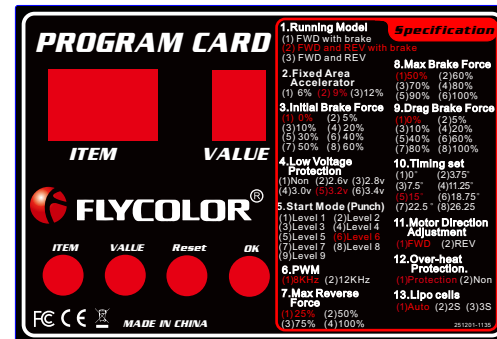 PROGRAM CARD
ITEM
VALUE
FLYCOLOR®
ITEM
VALUE
Reset
OK
FC CE
MADE IN CHINA
Specification
1.Running Model
(1) FWD with brake
(2) FWD and REV with brake
(3) FWD and REV
2.Fixed Area
Accelerator
(1) 6% (2) 9% (3)12%
3.Initial Brake Force
(1) 0% (2) 5%
(3)10% (4) 20%
(5) 30% (6) 40%
(7) 50% (8) 60%
4.Low Voltage
Protection
(1)Non (2)2.6v (3)2.8v
(4)3.0v (5)3.2v (6)3.4v
5.Start Mode (Punch)
(1)Level 1 (2)Level 2
(3)Level 3 (4)Level 4
(5)Level 5 (6)Level 6
(7)Level 7 (8)Level 8
(9)Level 9
6.PWM
(1)8KHz (2)12KHz
7.Max Reverse
Force
(1)25% (2)50%
(3)75% (4)100%
8.Max Brake Force
(1)50% (2)60%
(3)70% (4)80%
(5)90% (6)100%
9.Drag Brake Force
(1)0% (2)5%
(3)10% (4)20%
(5)40% (6)60%
(7)80% (8)100%
10.Timing set
(1)0° (2)3.75°
(3)7.5° (4)11.25°
(5)15° (6)18.75°
(7)22.5° (8)26.25
11.Motor Direction
Adjustment
(1)FWD (2)REV
12.Over-heat
Protection.
(1)Protection (2)Non
13.Lipo cells
(1)Auto (2)2S (3)3S
251201-1135